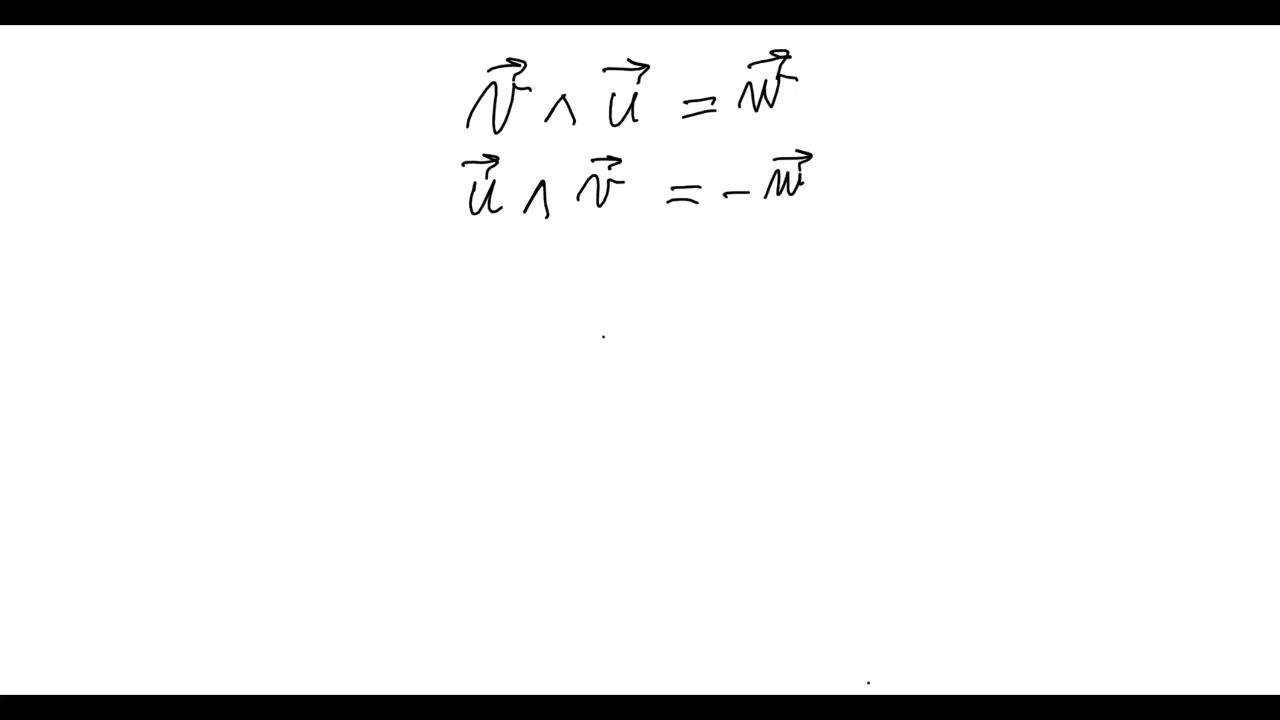 v⃗ ∧ u⃗ = w⃗
u⃗ ∧ v⃗ = - w⃗